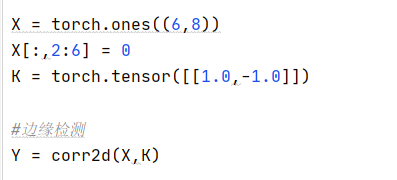 X = torch.ones((6,8))
X[:,2:6] = 0
K = torch.tensor([[1.0,-1.0]])
#边缘检测
Y = corr2d(X,K)